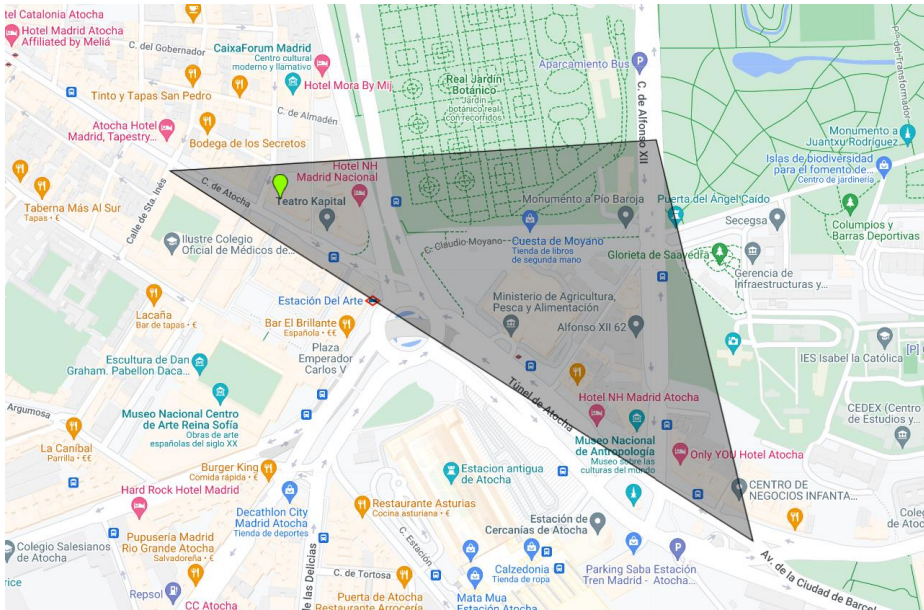 tel Catalonia Atocha
Hotel Madrid Atocha
Affiliated by Meliá
C. del Gobernador
CaixaForum Madrid
Centro cultural
moderno y llamativo
Hotel Mora By Mij
Tinto y Tapas San Pedro
C. de Almadén
Atocha Hotel
Madrid, Tapestry...
Bodega de los Secretos
Real Jardín
Botánico
Jardín
botánico real
con recorridos
Aparcamiento Bus
C. de Alfonso XII
Monumento a
Juantxu Rodríguez
Islas de biodiversidad
para el fomento de...
Centro de jardinería
Hotel NH
Madrid Nacional
C. de Atocha
Teatro Kapital
Taberna Más Al Sur
Tapas • €
Calle de Sta. Inés
Monumento a Pío Baroja
Puerta del Ángel Caído
Secegsa
Columpios y
Barras Deportivas
Ilustre Colegio
Oficial de Médicos de...
C. Claudio Moyano
Cuesta de Moyano
Tienda de libros
de segunda mano
Glorieta de
Saavedra
Gerencia de
Infraestructuras y...
Estación Del Arte
Ministerio de Agricultura,
Pesca y Alimentación
Alfonso XII 62
Lacaña
Bar de tapas • €
Bar El Brillante
Española • €€
Plaza
Emperador
Carlos V
Escultura de Dan
Graham. Pabellon Daca...
IES Isabel la Católica
[P]
Túnel de Atocha
Hotel NH Madrid Atocha
Argumosa
Museo Nacional Centro
de Arte Reina Sofía
Obras de arte
españolas del siglo XX
CEDEX (Centro
de Estudios y...
Museo Nacional
de Antropología
Museo sobre las
culturas del mundo
Only YOU Hotel Atocha
La Caníbal
Parrilla • €€
Burger King
Comida rápida • €
Estacion antigua
de Atocha
CENTRO DE
NEGOCIOS INFANTA...
Hard Rock Hotel Madrid
Decathlon City
Madrid Atocha
Tienda de deportes
Restaurante Asturias
Cocina asturiana • €
Estación de
Cercanías de Atocha
Colegio Salesianos
de Atocha
Pupusería Madrid
Rio Grande Atocha
Salvadoreña • €
C. Estación
Calzedonia
Tienda de ropa
Parking Saba Estación
Tren Madrid - Atocha...
Av. de la Ciudad de Barcel
rice
Repsol
CC Atocha
de las Delicias
C. de Tortosa
Puerta de Atocha
Restaurante Arrocería
Mata Mua
Estación Atocha